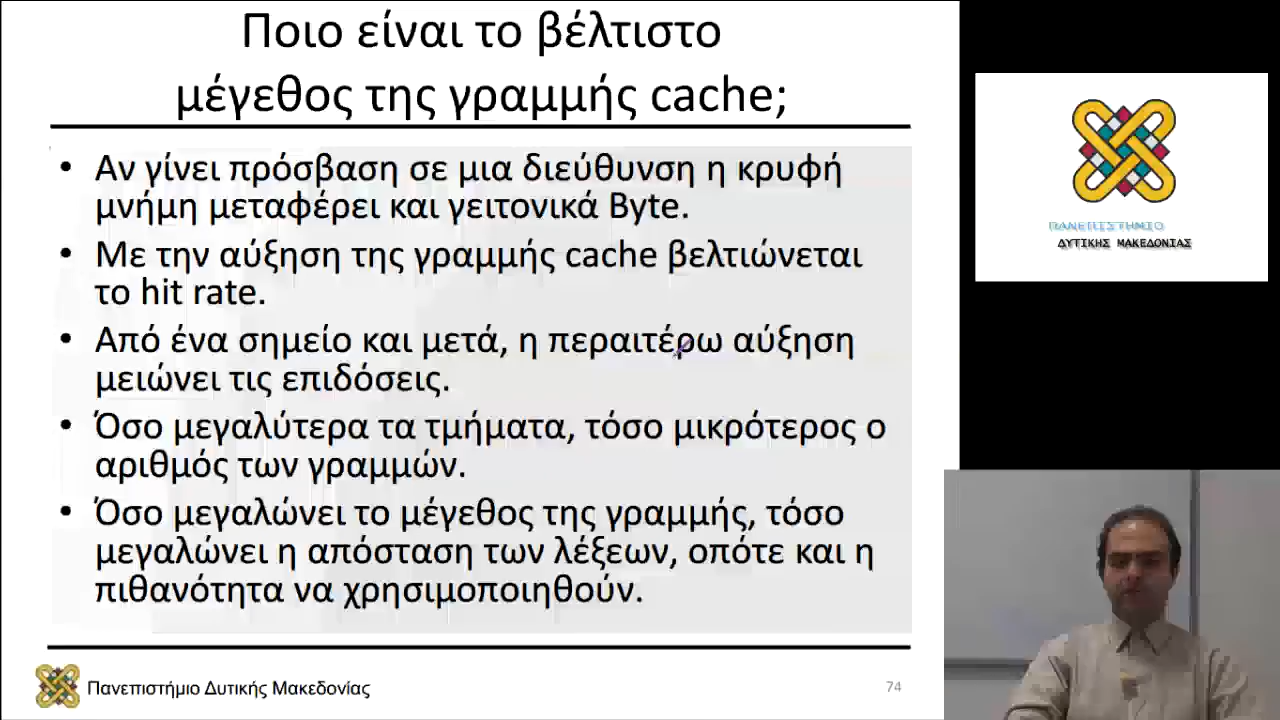 Ποιο είναι το βέλτιστο
μέγεθος της γραμμής cache;
• Αν γίνει πρόσβαση σε μια διεύθυνση η κρυφή
μνήμη μεταφέρει και γειτονικά Byte.
• Με την αύξηση της γραμμής cache βελτιώνεται
το hit rate.
• Από ένα σημείο και μετά, η περαιτέρω αύξηση
μειώνει τις επιδόσεις.
• Όσο μεγαλύτερα τα τμήματα, τόσο μικρότερος ο
αριθμός των γραμμών.
• Όσο μεγαλώνει το μέγεθος της γραμμής, τόσο
μεγαλώνει η απόσταση των λέξεων, οπότε και η
πιθανότητα να χρησιμοποιηθούν.
Πανεπιστήμιο Δυτικής Μακεδονίας
74
ΠΑΝΕΠΙΣΤΗΜΙΟ
ΔΥΤΙΚΗΣ ΜΑΚΕΔΟΝΙΑΣ